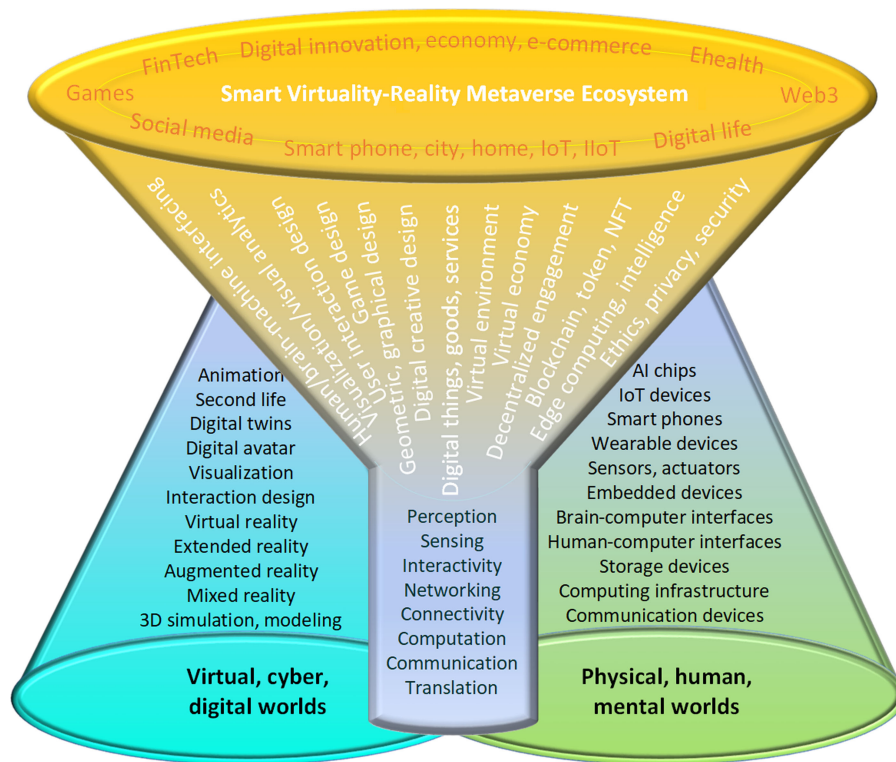 Digital innovation, economy, e-commerce
FinTech
Ehealth
Games
Smart Virtuality-Reality Metaverse Ecosystem
Web3
Social media
Smart phone, city, home, IoT, IIoT
Digital life
Human/brain-machine interfacing
Visualization/visual analytics
User interaction design
Game design
Geometric, graphical design
Digital creative design
Digital things, goods, services
Virtual environment
Virtual economy
Decentralized engagement
Blockchain, token, NFT
Edge computing, intelligence
Ethics, privacy, security
Animation
Second life
Digital twins
Digital avatar
Visualization
Interaction design
Virtual reality
Extended reality
Augmented reality
Mixed reality
3D simulation, modeling
Virtual, cyber,
digital worlds
Perception
Sensing
Interactivity
Networking
Connectivity
Computation
Communication
Translation
AI chips
IoT devices
Smart phones
Wearable devices
Sensors, actuators
Embedded devices
Brain-computer interfaces
Human-computer interfaces
Storage devices
Computing infrastructure
Communication devices
Physical, human,
mental worlds